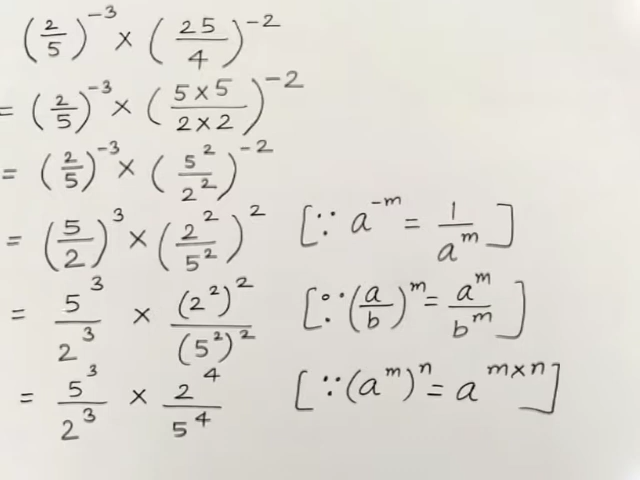 (2/5)^-3 × (25/4)^-2
= (2/5)^-3 × (5×5/2×2)^-2
= (2/5)^-3 × (5^2/2^2)^-2
= (5/2)^3 × (2^2/5^2)^2 [∵ a^-m = 1/a^m]
= 5^3/2^3 × (2^2)^2/(5^2)^2 [∵ (a/b)^m = a^m/b^m]
= 5^3/2^3 × 2^4/5^4 [∵ (a^m)^n = a^m×n]